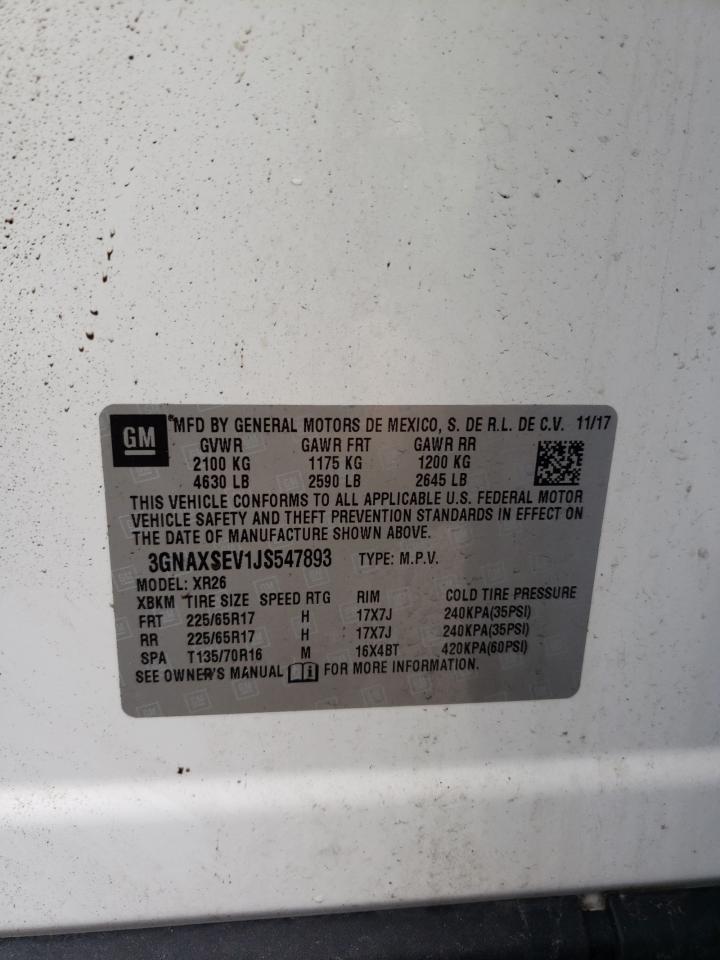 GM
MFD BY GENERAL MOTORS DE MEXICO, S. DE R.L. DE C.V. 11/17
GVWR GAWR FRT GAWR RR
2100 KG 1175 KG 1200 KG
4630 LB 2590 LB 2645 LB
THIS VEHICLE CONFORMS TO ALL APPLICABLE U.S. FEDERAL MOTOR
VEHICLE SAFETY AND THEFT PREVENTION STANDARDS IN EFFECT ON
THE DATE OF MANUFACTURE SHOWN ABOVE.
3GNAXSEV1JS547893 TYPE: M.P.V.
MODEL: XR26
XBKM TIRE SIZE SPEED RTG RIM COLD TIRE PRESSURE
FRT 225/65R17 H 17X7J 240KPA(35PSI)
RR 225/65R17 H 17X7J 240KPA(35PSI)
SPA T135/70R16 M 16X4BT 420KPA(60PSI)
SEE OWNER'S MANUAL i FOR MORE INFORMATION.